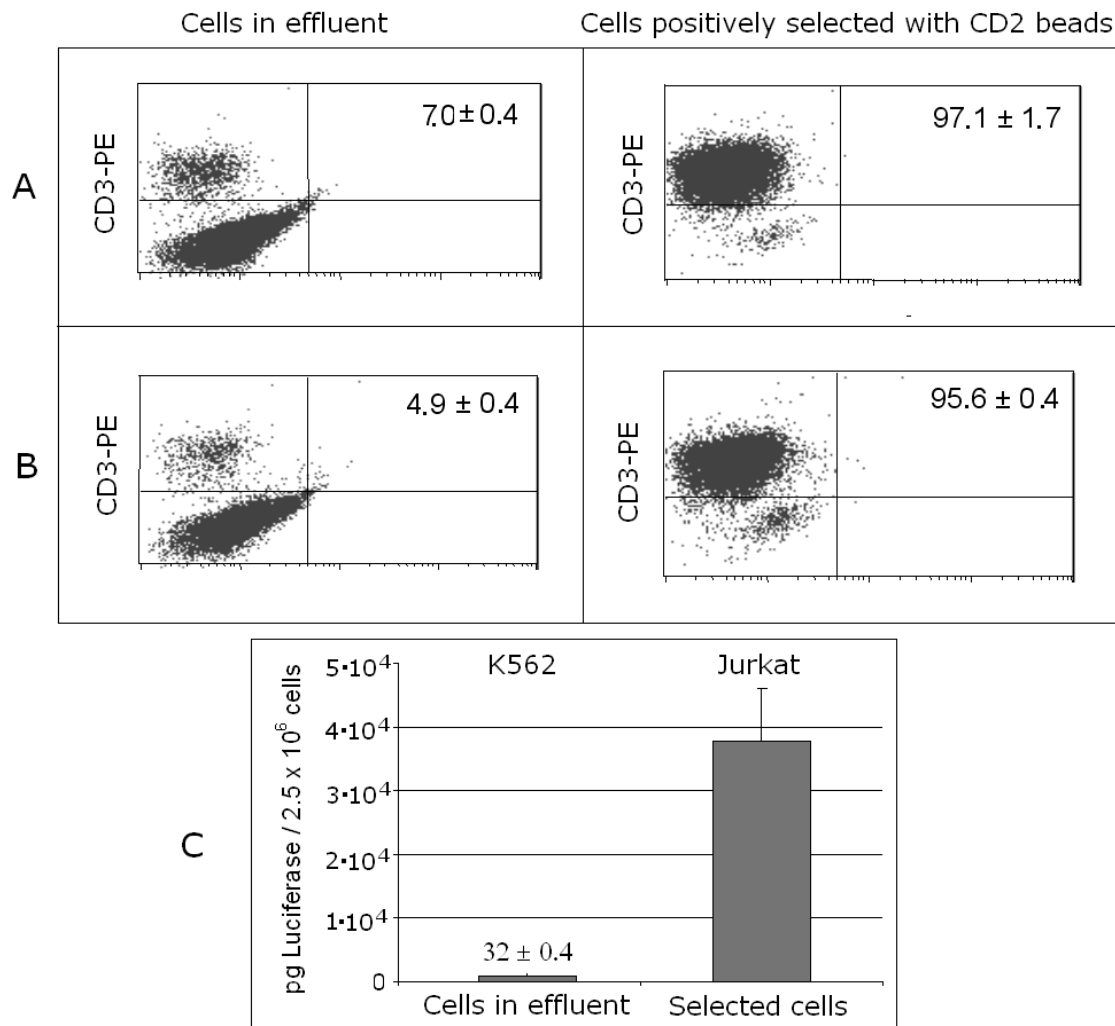 Cells in effluent
Cells positively selected with CD2 beads
A
CD3-PE
7.0 ± 0.4
CD3-PE
97.1 ± 1.7
B
CD3-PE
4.9 ± 0.4
CD3-PE
95.6 ± 0.4
C
pg Luciferase / 2.5 x 10⁶ cells
5·10⁴
4·10⁴
3·10⁴
2·10⁴
1·10⁴
0
K562
Jurkat
32 ± 0.4
Cells in effluent
Selected cells